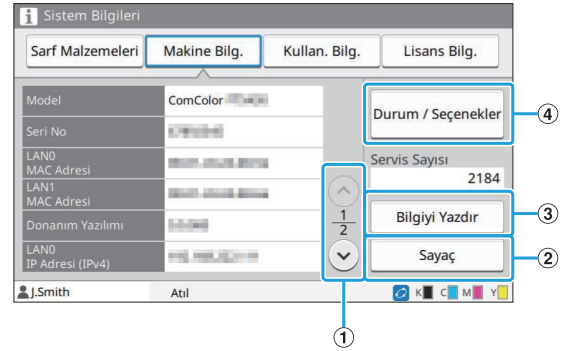 i Sistem Bilgileri
Sarf Malzemeleri Makine Bilg. Kullan. Bilg. Lisans Bilg.
Model ComColor
Seri No
LAN0
MAC Adresi
LAN1
MAC Adresi
Donanım Yazılımı
LAN0
IP Adresi (IPv4)
1
2
Durum / Seçenekler
Servis Sayısı
2184
Bilgiyi Yazdır
Sayaç
J.Smith Atıl K C M Y
4
3
2
1